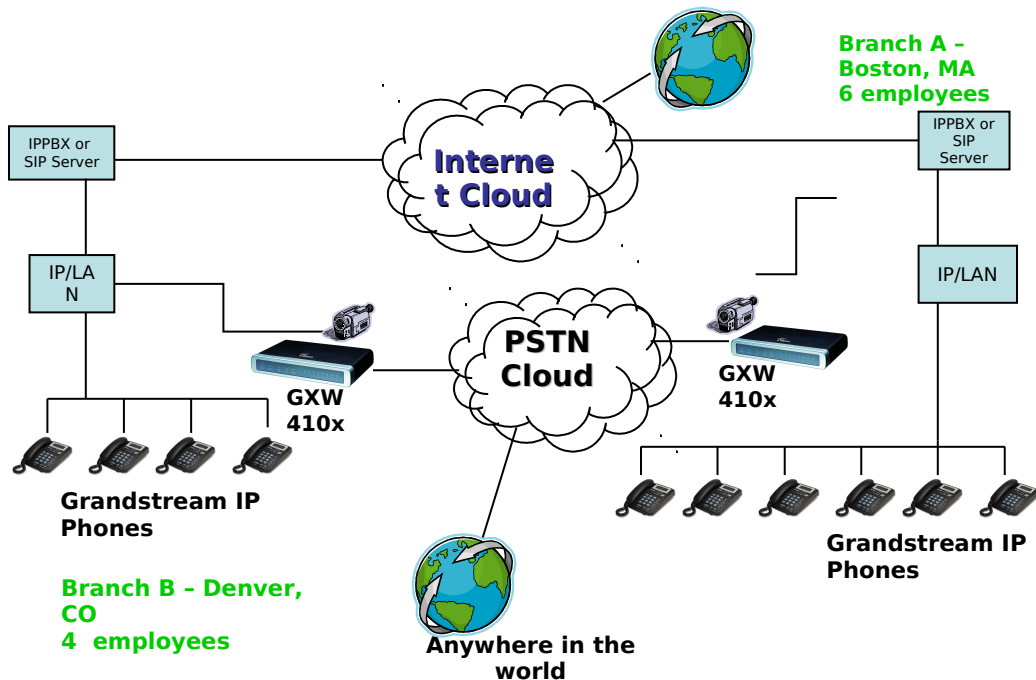 Branch A –
Boston, MA
6 employees
IPPBX or
SIP Server
IPPBX or
SIP
Server
Interne
t Cloud
IP/LA
N
IP/LAN
PSTN
Cloud
GXW
410x
GXW
410x
Grandstream IP
Phones
Grandstream IP
Phones
Branch B – Denver,
CO
4  employees
Anywhere in the
world